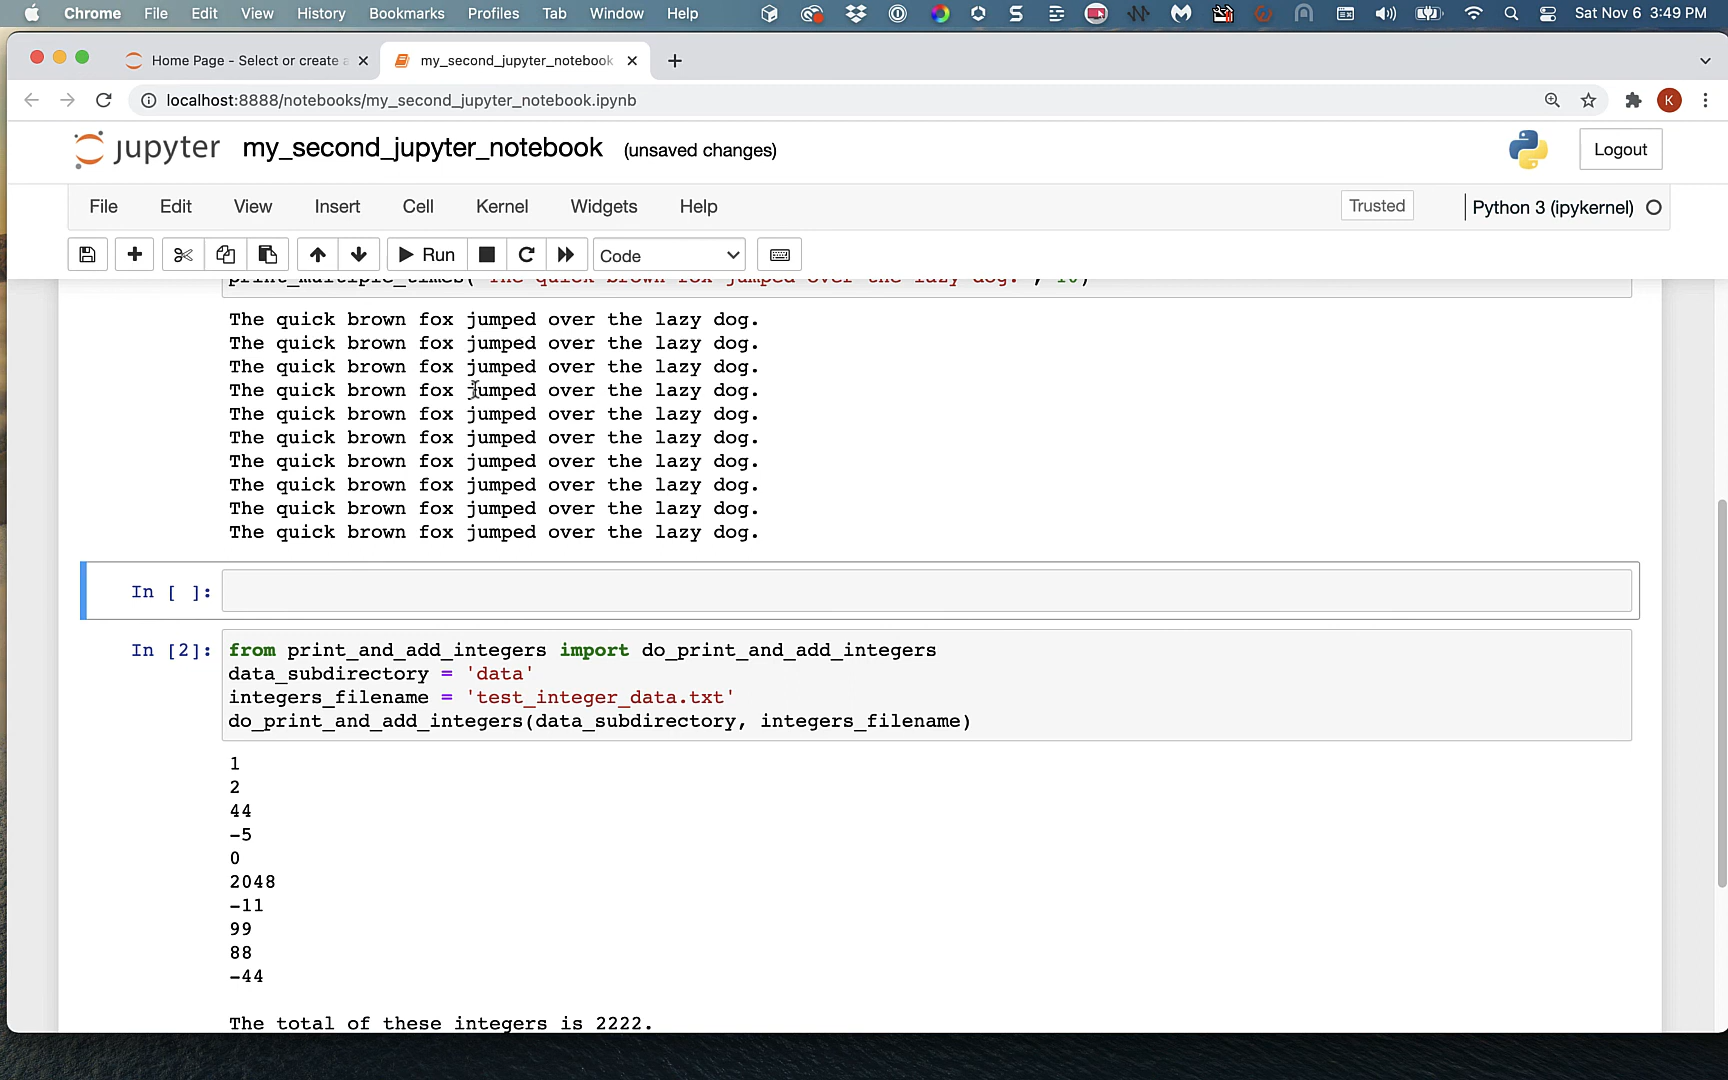 Chrome File Edit View History Bookmarks Profiles Tab Window Help Sat Nov 6 3:49 PM
Home Page - Select or create a
my_second_jupyter_notebook
localhost:8888/notebooks/my_second_jupyter_notebook.ipynb
K
jupyter my_second_jupyter_notebook (unsaved changes)
Logout
File Edit View Insert Cell Kernel Widgets Help
Trusted
Python 3 (ipykernel)
Run
Code
print_multiple_times('The quick brown fox jumped over the lazy dog.', 10)
The quick brown fox jumped over the lazy dog.
The quick brown fox jumped over the lazy dog.
The quick brown fox jumped over the lazy dog.
The quick brown fox jumped over the lazy dog.
The quick brown fox jumped over the lazy dog.
The quick brown fox jumped over the lazy dog.
The quick brown fox jumped over the lazy dog.
The quick brown fox jumped over the lazy dog.
The quick brown fox jumped over the lazy dog.
The quick brown fox jumped over the lazy dog.
In [ ]:
In [2]: from print_and_add_integers import do_print_and_add_integers
data_subdirectory = 'data'
integers_filename = 'test_integer_data.txt'
do_print_and_add_integers(data_subdirectory, integers_filename)
1
2
44
-5
0
2048
-11
99
88
-44
The total of these integers is 2222.